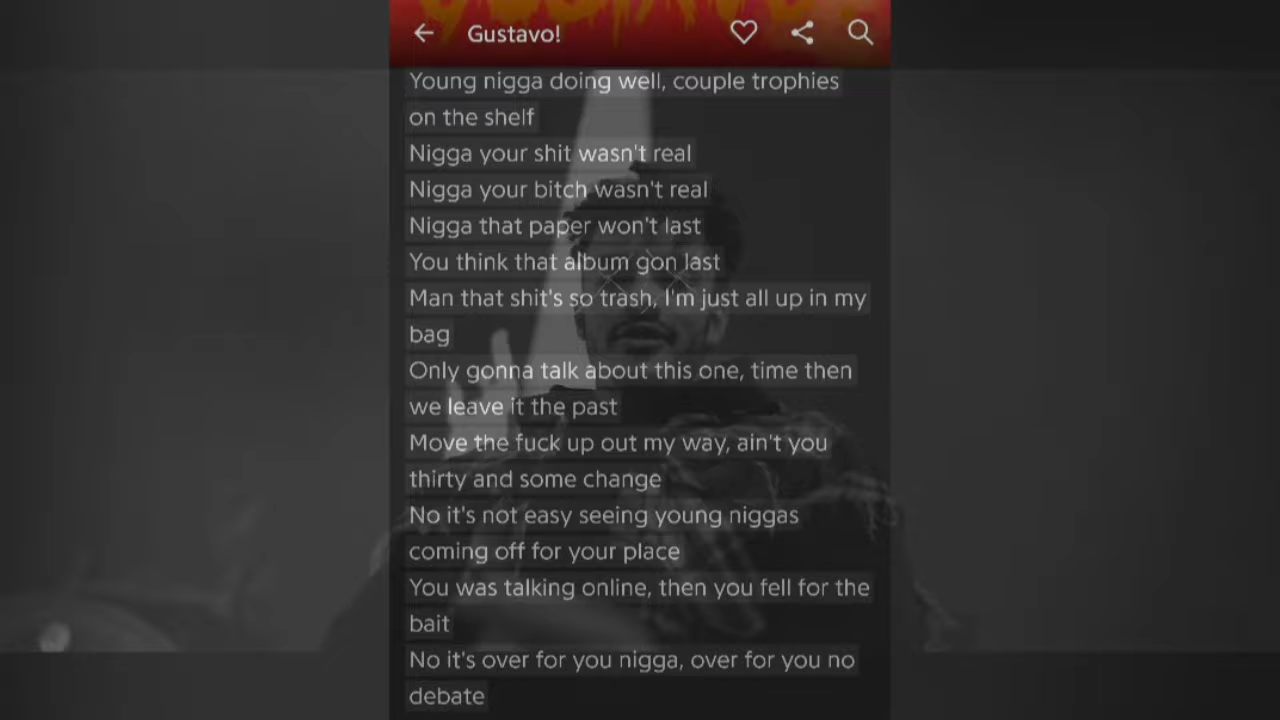 Gustavo!
Young nigga doing well, couple trophies
on the shelf
Nigga your shit wasn't real
Nigga your bitch wasn't real
Nigga that paper won't last
You think that album gon last
Man that shit's so trash, I'm just all up in my
bag
Only gonna talk about this one, time then
we leave it the past
Move the fuck up out my way, ain't you
thirty and some change
No it's not easy seeing young niggas
coming off for your place
You was talking online, then you fell for the
bait
No it's over for you nigga, over for you no
debate